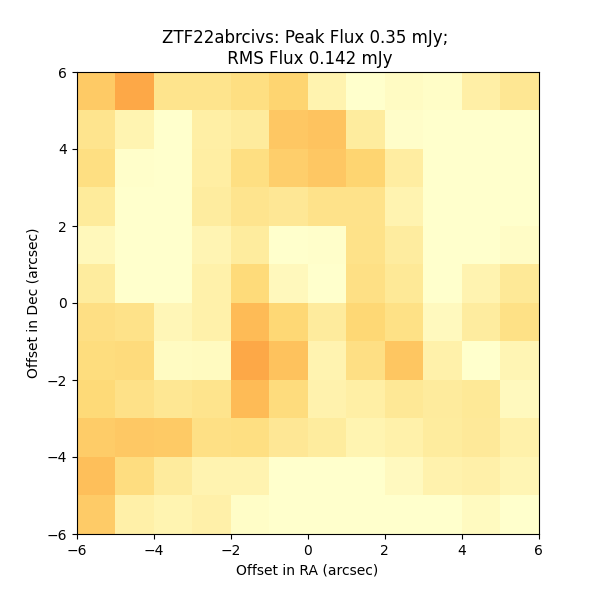 ZTF22abrcivs: Peak Flux 0.35 mJy;
RMS Flux 0.142 mJy
6
4
2
0
−2
−4
−6
Offset in Dec (arcsec)
−6 −4 −2 0 2 4 6
Offset in RA (arcsec)